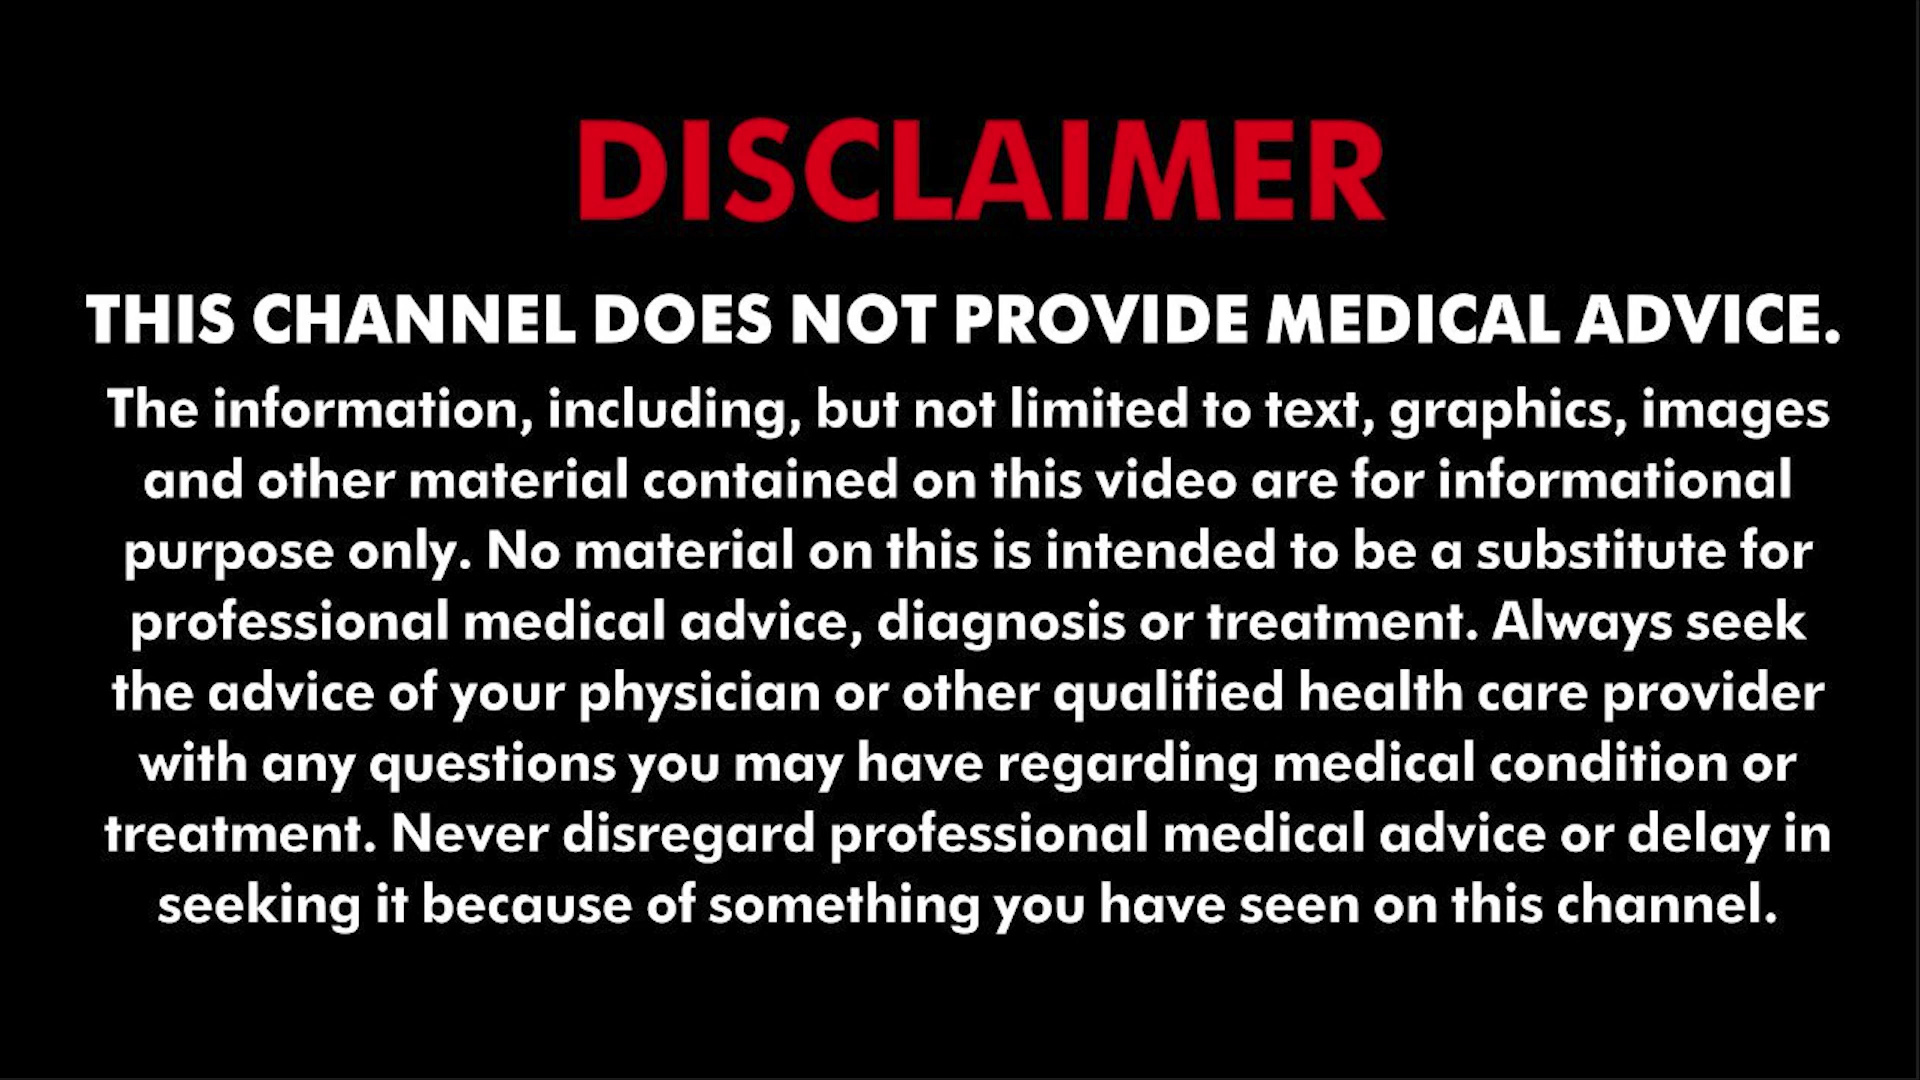 DISCLAIMER
THIS CHANNEL DOES NOT PROVIDE MEDICAL ADVICE.
The information, including, but not limited to text, graphics, images
and other material contained on this video are for informational
purpose only. No material on this is intended to be a substitute for
professional medical advice, diagnosis or treatment. Always seek
the advice of your physician or other qualified health care provider
with any questions you may have regarding medical condition or
treatment. Never disregard professional medical advice or delay in
seeking it because of something you have seen on this channel.